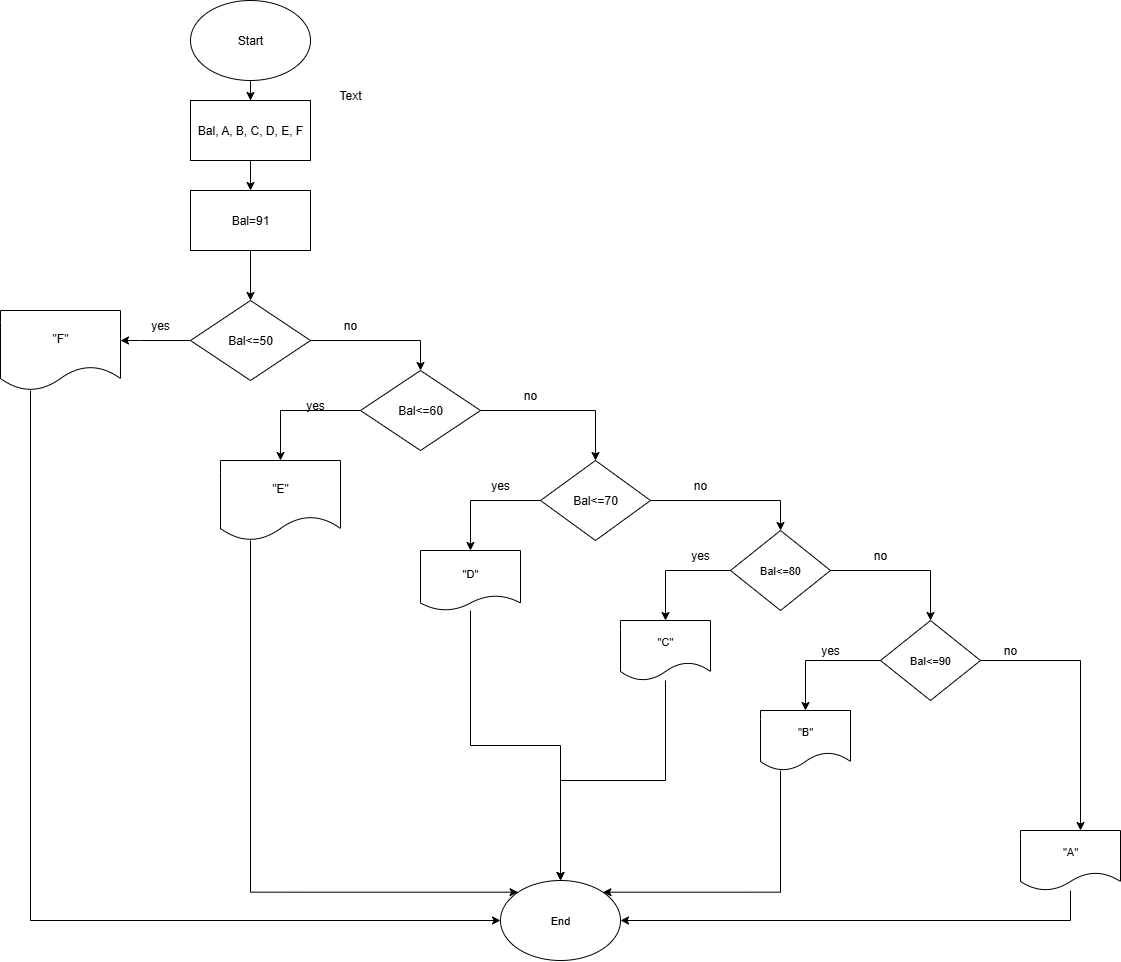 Start
Text
Bal, A, B, C, D, E, F
Bal=91
"F"
yes
Bal<=50
no
yes
Bal<=60
no
"E"
yes
Bal<=70
no
"D"
yes
Bal<=80
no
"C"
yes
Bal<=90
no
"B"
"A"
End